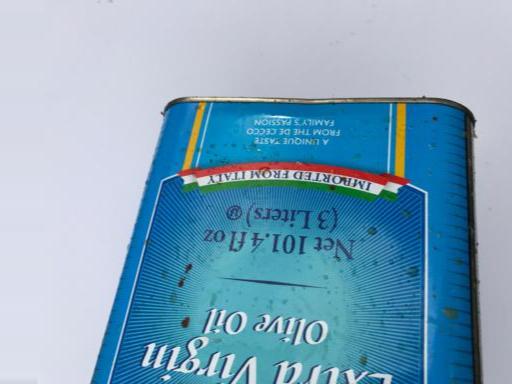 Extra Virgin
Olive Oil
Net 101.4 fl oz
(3 Liters)
IMPORTED FROM ITALY
A UNIQUE TASTE
FROM THE DE CECCO
FAMILY'S PASSION